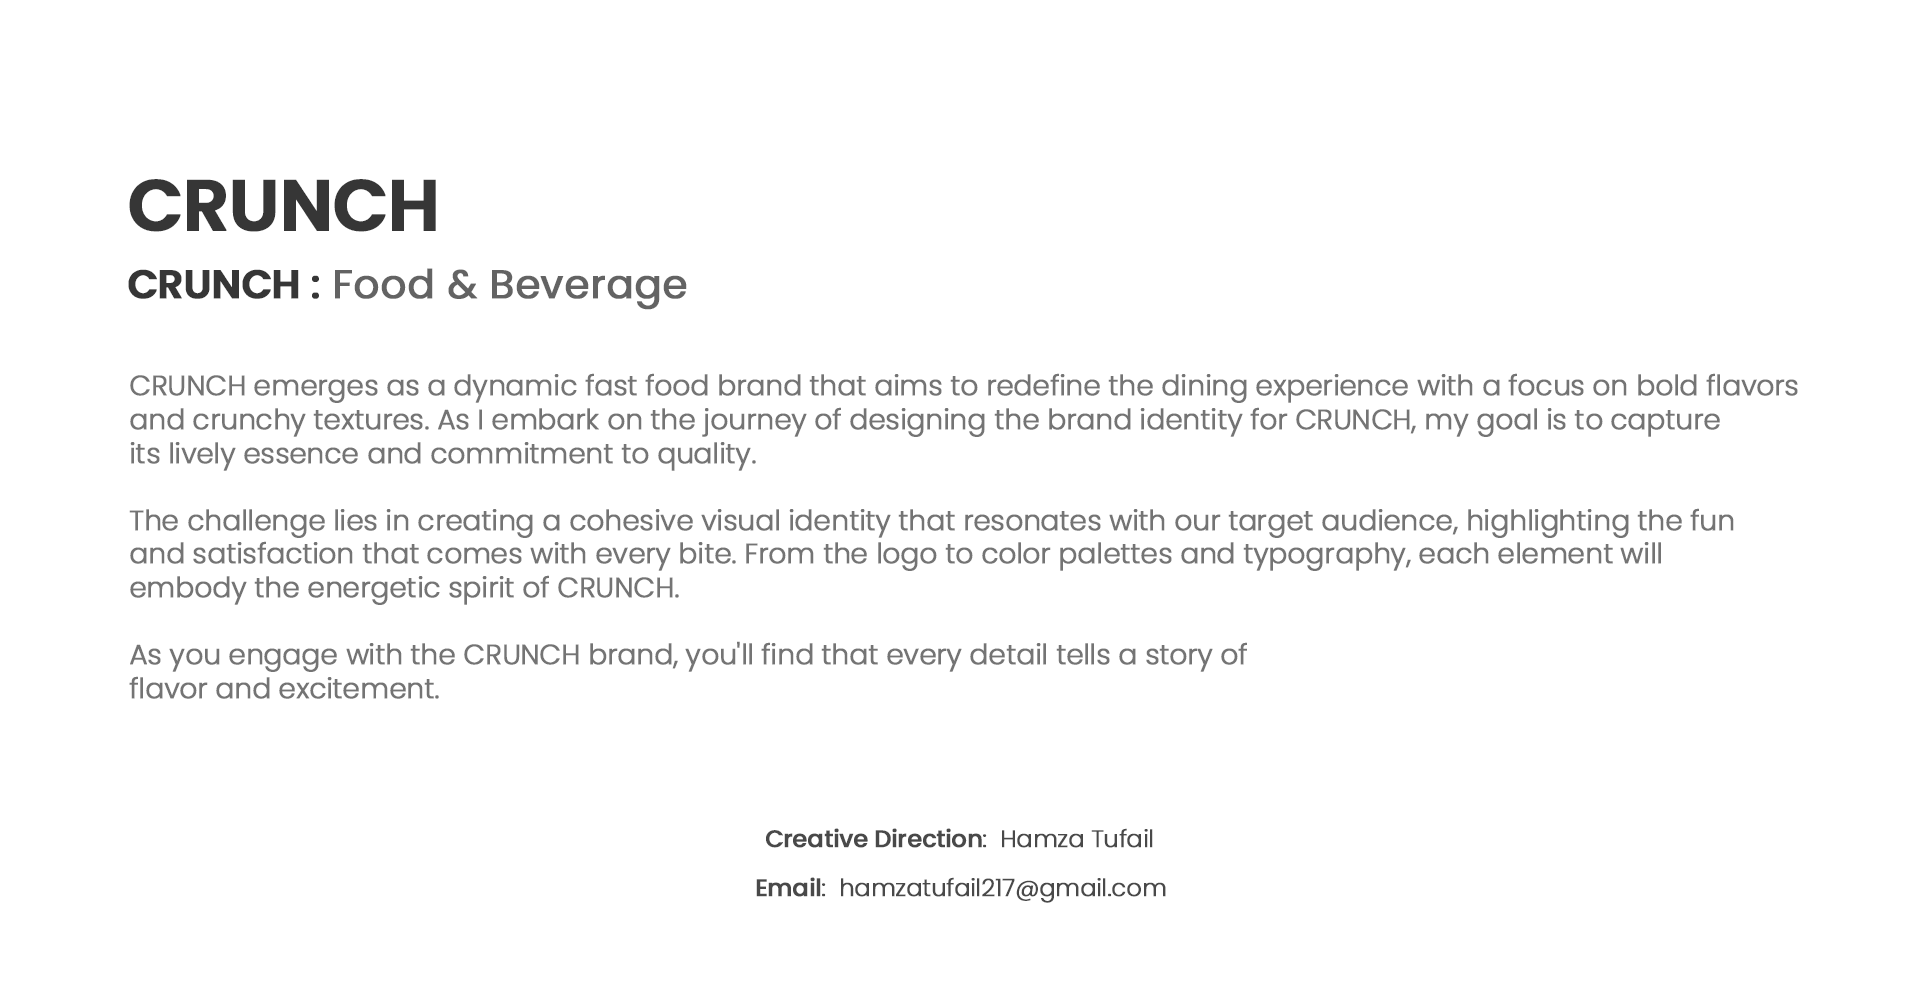 CRUNCH
CRUNCH : Food & Beverage
CRUNCH emerges as a dynamic fast food brand that aims to redefine the dining experience with a focus on bold flavors
and crunchy textures. As I embark on the journey of designing the brand identity for CRUNCH, my goal is to capture
its lively essence and commitment to quality.
The challenge lies in creating a cohesive visual identity that resonates with our target audience, highlighting the fun
and satisfaction that comes with every bite. From the logo to color palettes and typography, each element will
embody the energetic spirit of CRUNCH.
As you engage with the CRUNCH brand, you'll find that every detail tells a story of
flavor and excitement.
Creative Direction: Hamza Tufail
Email: hamzatufail217@gmail.com